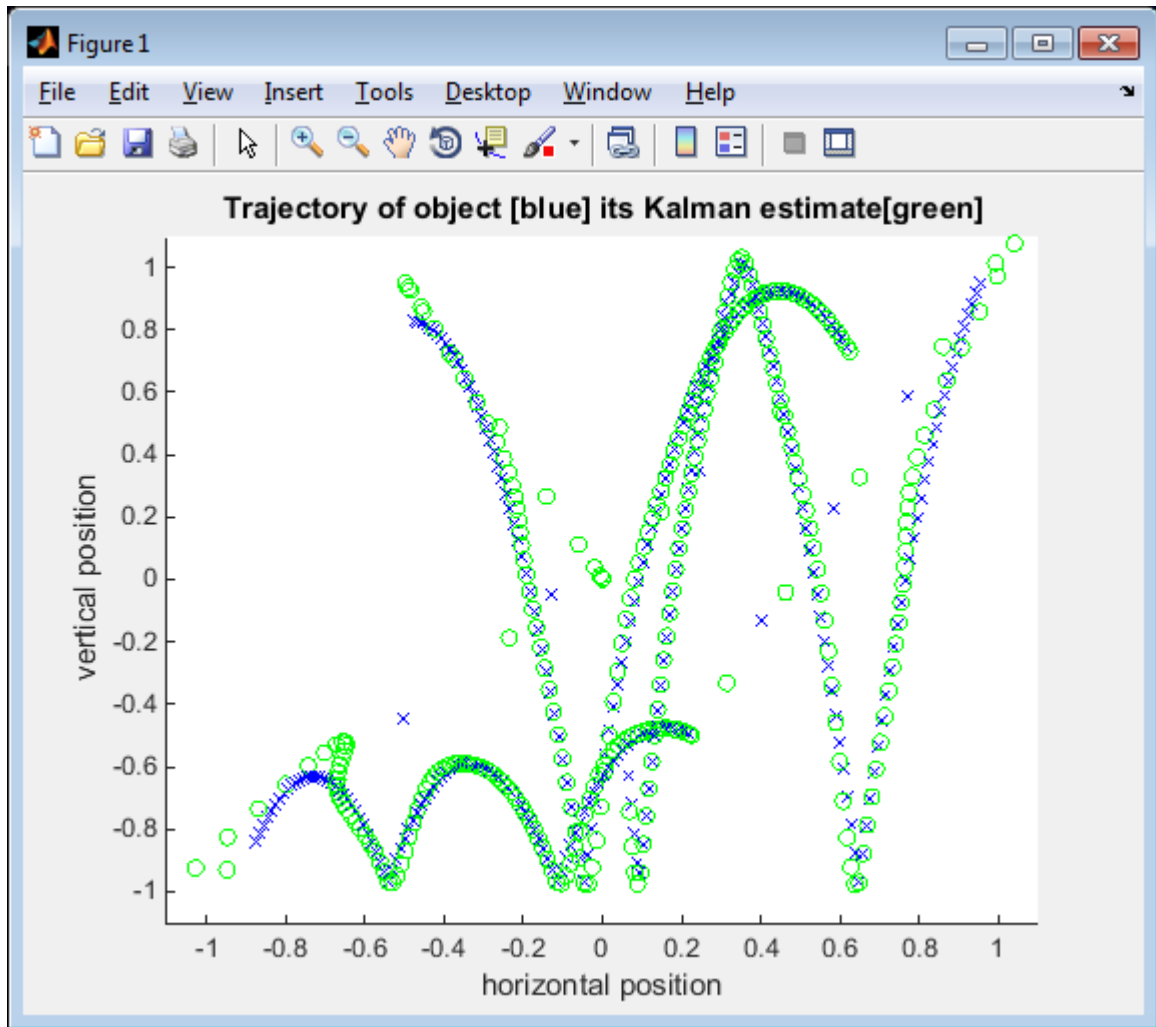 Figure 1
File Edit View Insert Tools Desktop Window Help
Trajectory of object [blue] its Kalman estimate[green]
1
0.8
0.6
0.4
0.2
0
-0.2
-0.4
-0.6
-0.8
-1
vertical position
-1 -0.8 -0.6 -0.4 -0.2 0 0.2 0.4 0.6 0.8 1
horizontal position